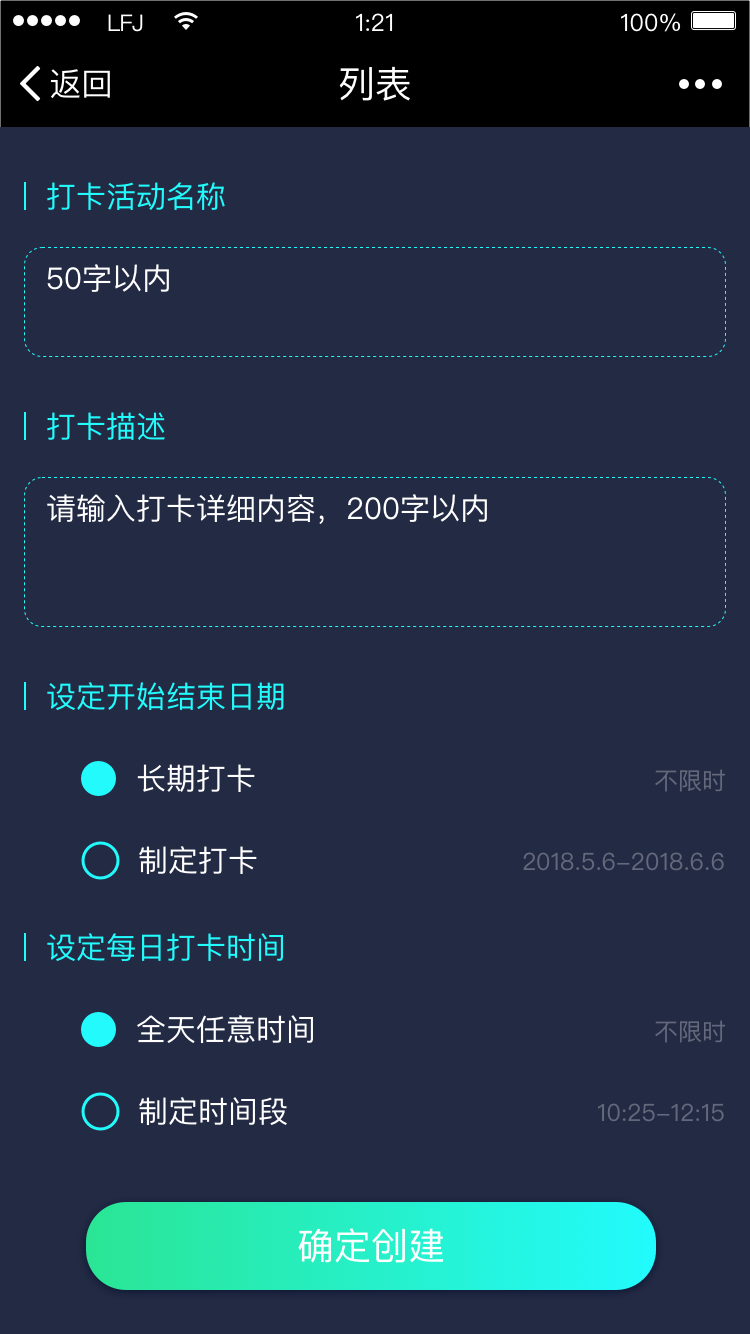 LFJ 1:21 100%
返回 列表
打卡活动名称
50字以内
打卡描述
请输入打卡详细内容，200字以内
设定开始结束日期
长期打卡 不限时
制定打卡 2018.5.6-2018.6.6
设定每日打卡时间
全天任意时间 不限时
制定时间段 10:25-12:15
确定创建